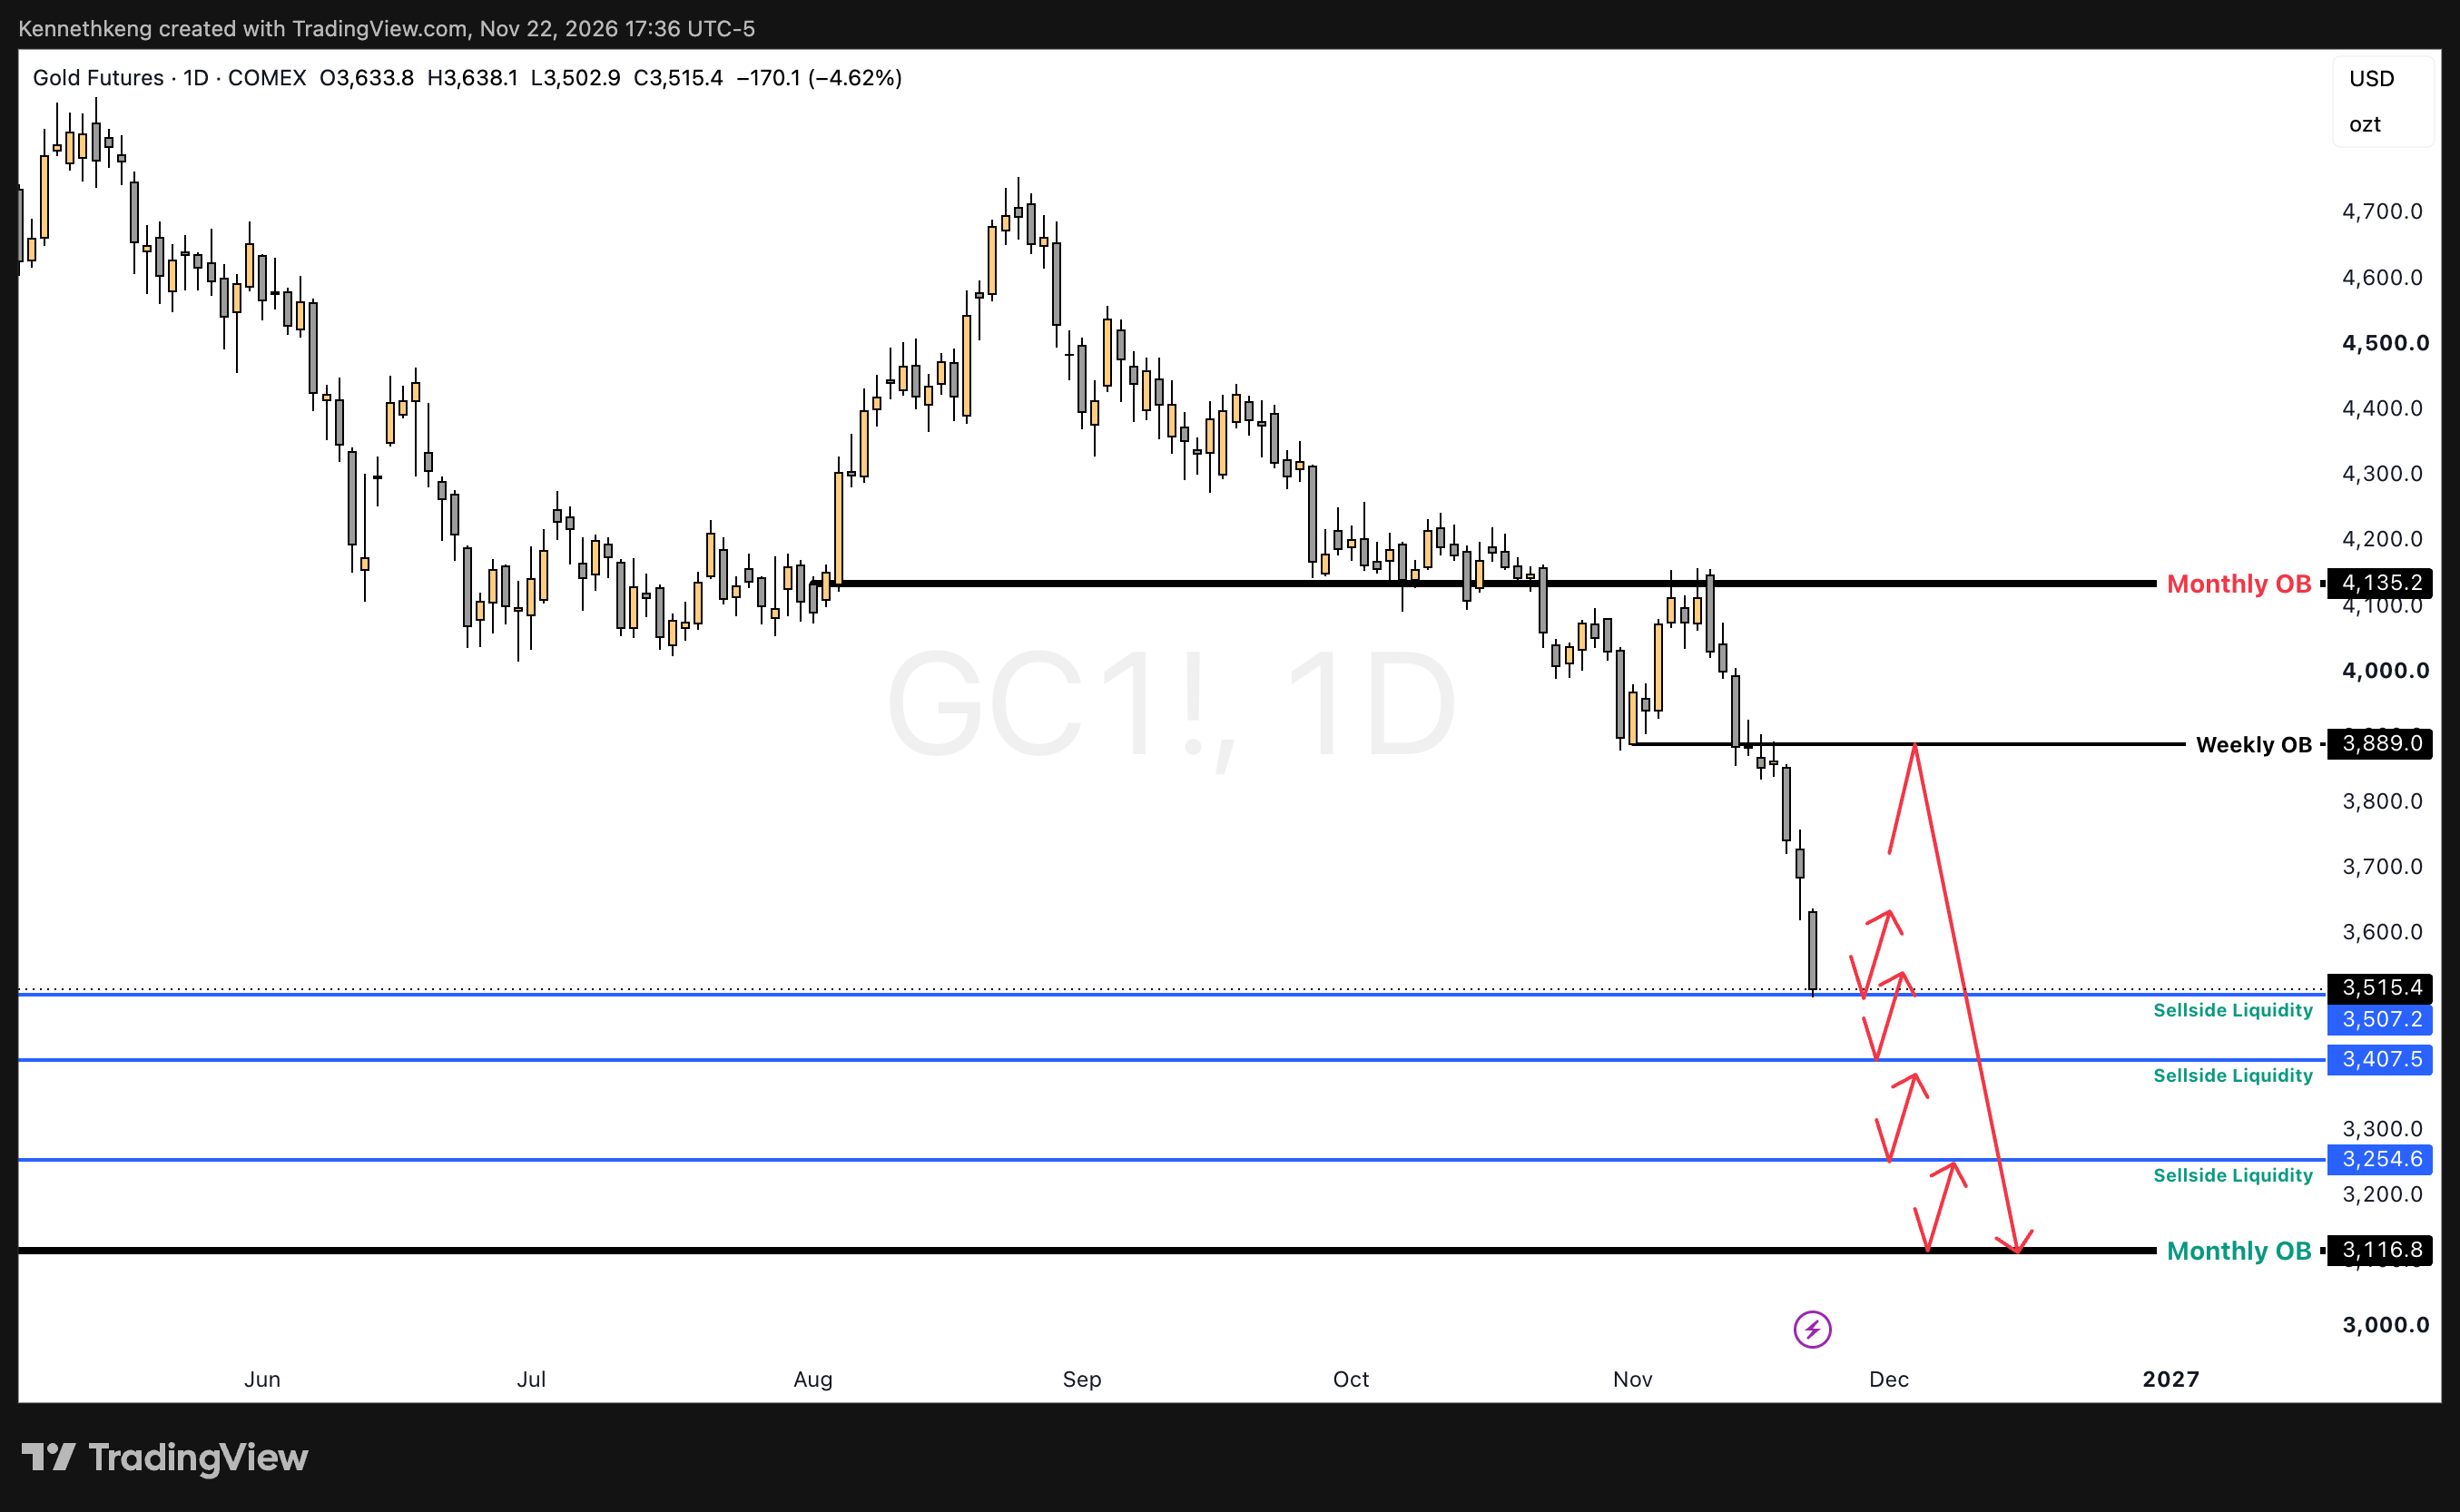 Kennethkeng created with TradingView.com, Nov 22, 2026 17:36 UTC-5
Gold Futures · 1D · COMEX O3,633.8 H3,638.1 L3,502.9 C3,515.4 −170.1 (−4.62%)
USD
ozt
4,700.0
4,600.0
4,500.0
4,400.0
4,300.0
4,200.0
Monthly OB 4,135.2
4,100.0
GC1!, 1D
4,000.0
Weekly OB 3,889.0
3,800.0
3,700.0
3,600.0
3,515.4
Sellside Liquidity 3,507.2
3,407.5
Sellside Liquidity
3,300.0
3,254.6
Sellside Liquidity
3,200.0
Monthly OB 3,116.8
3,000.0
Jun Jul Aug Sep Oct Nov Dec 2027
TradingView